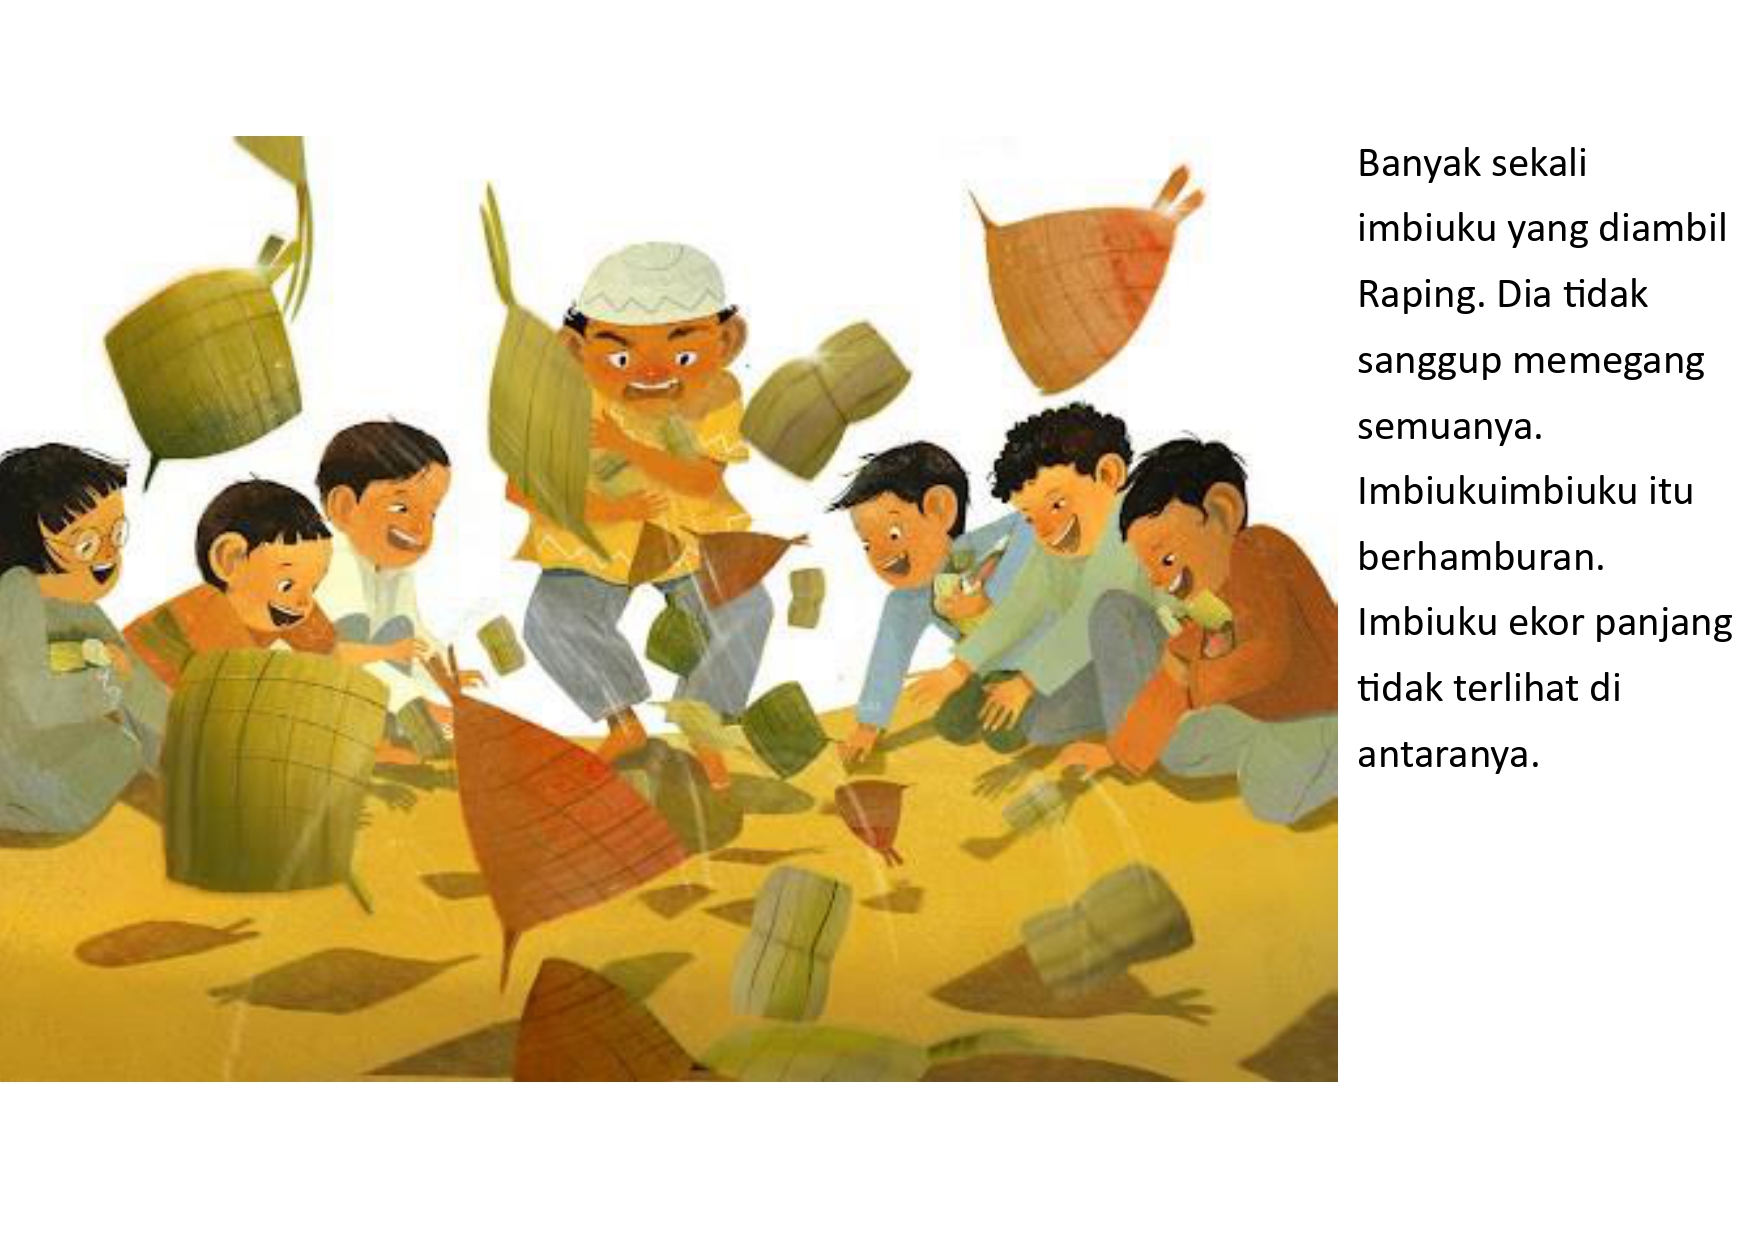 Banyak sekali
imbiuku yang diambil
Raping. Dia tidak
sanggup memegang
semuanya.
Imbiukuimbiuku itu
berhamburan.
Imbiuku ekor panjang
tidak terlihat di
antaranya.